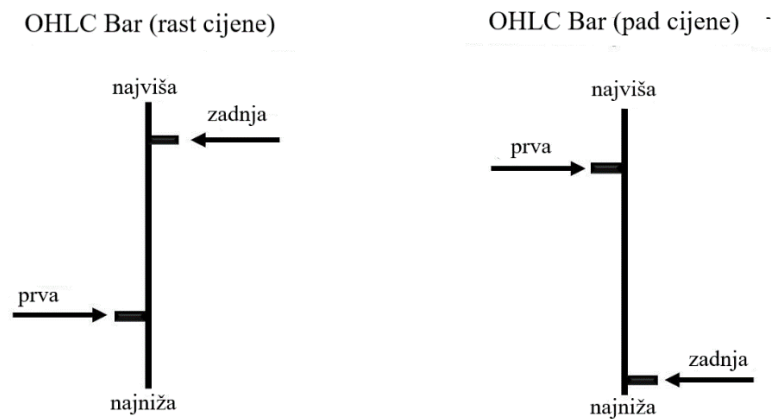 OHLC Bar (rast cijene)
najviša
zadnja
prva
najniža
OHLC Bar (pad cijene)
najviša
prva
zadnja
najniža